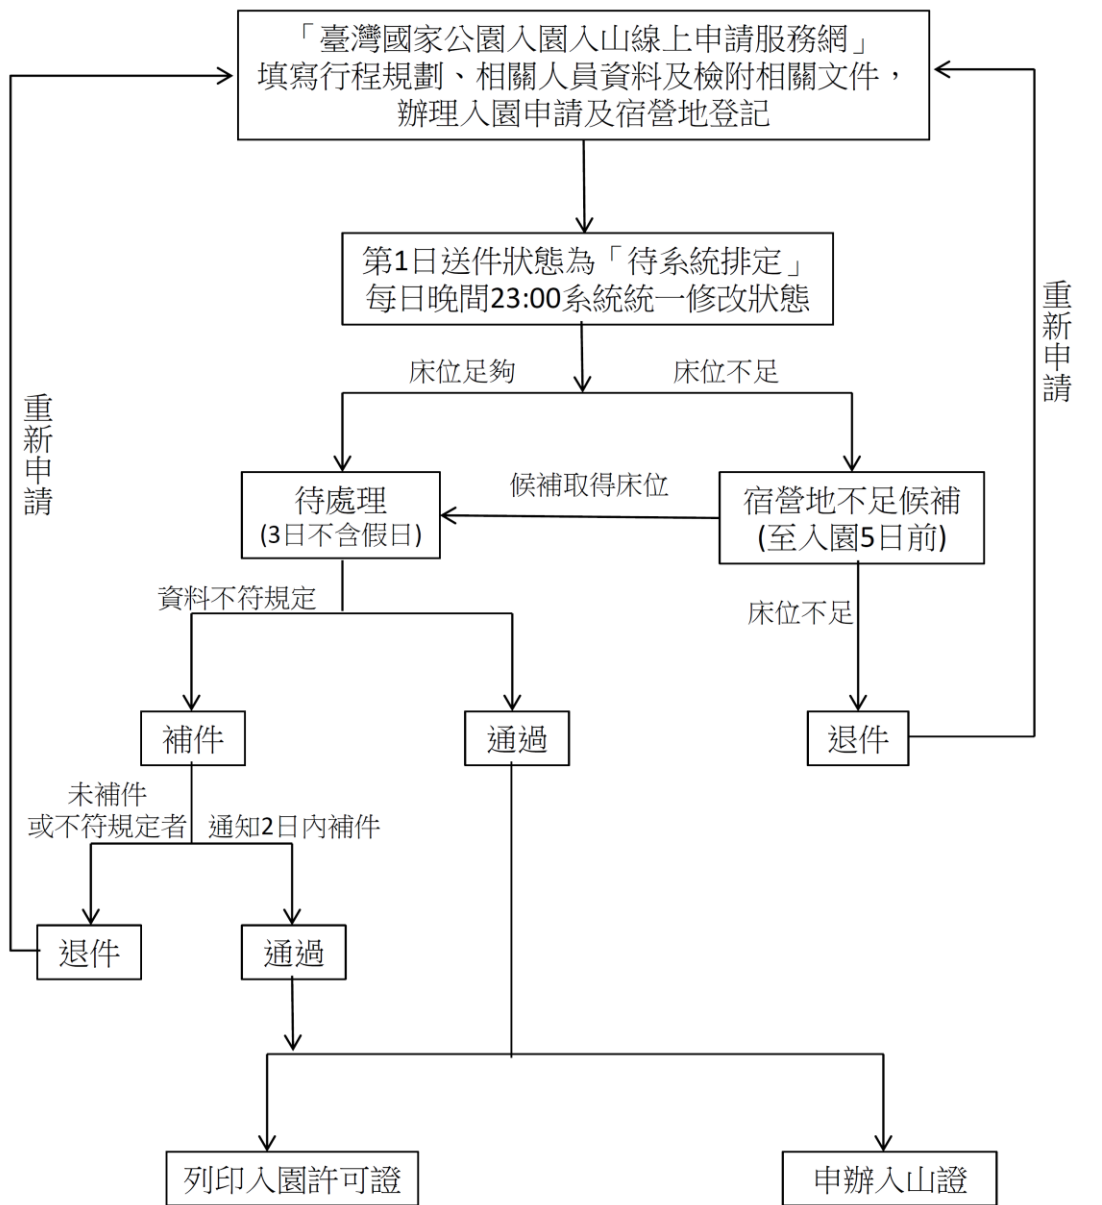 「臺灣國家公園入園入山線上申請服務網」
填寫行程規劃、相關人員資料及檢附相關文件，
辦理入園申請及宿營地登記
第1日送件狀態為「待系統排定」
每日晚間23:00系統統一修改狀態
床位足夠
床位不足
重新申請
重新申請
待處理
(3日不含假日)
候補取得床位
宿營地不足候補
(至入園5日前)
資料不符規定
床位不足
補件
通過
退件
未補件
或不符規定者
通知2日內補件
退件
通過
列印入園許可證
申辦入山證